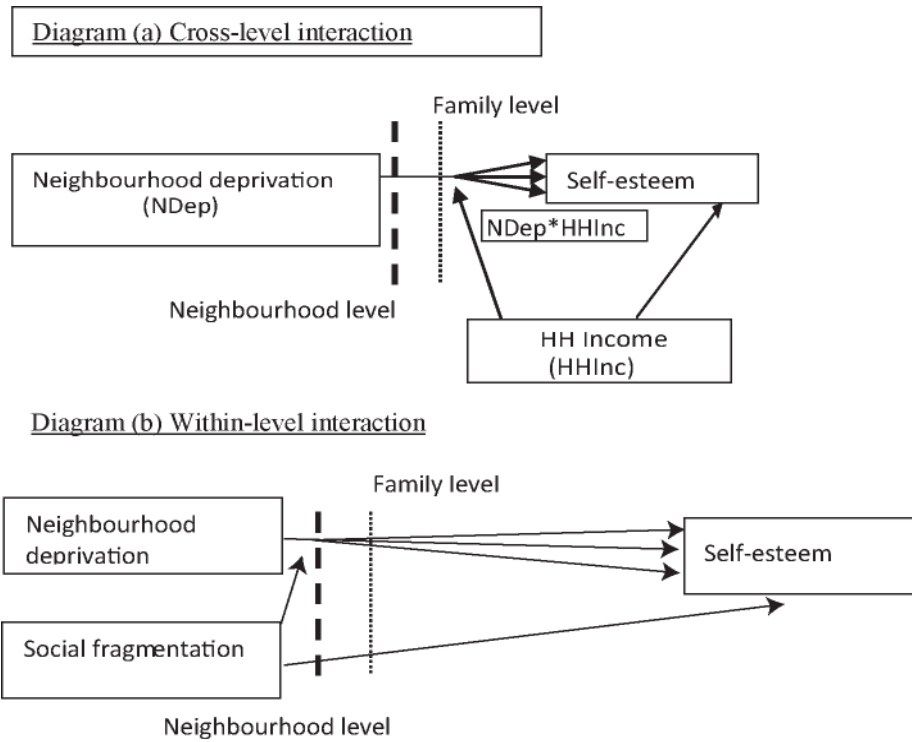 Diagram (a) Cross-level interaction
Family level
Neighbourhood deprivation
(NDep)
Self-esteem
NDep*HHInc
Neighbourhood level
HH Income
(HHInc)
Diagram (b) Within-level interaction
Family level
Neighbourhood
deprivation
Self-esteem
Social fragmentation
Neighbourhood level